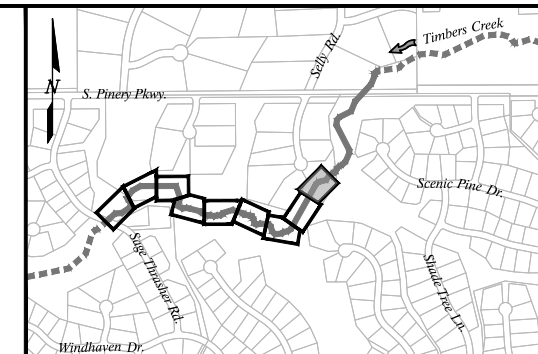 Timbers Creek
Selly Rd.
N
S. Pinery Pkwy.
Scenic Pine Dr.
Sage Thrasher Rd.
Shade Tree Ln.
Windhaven Dr.